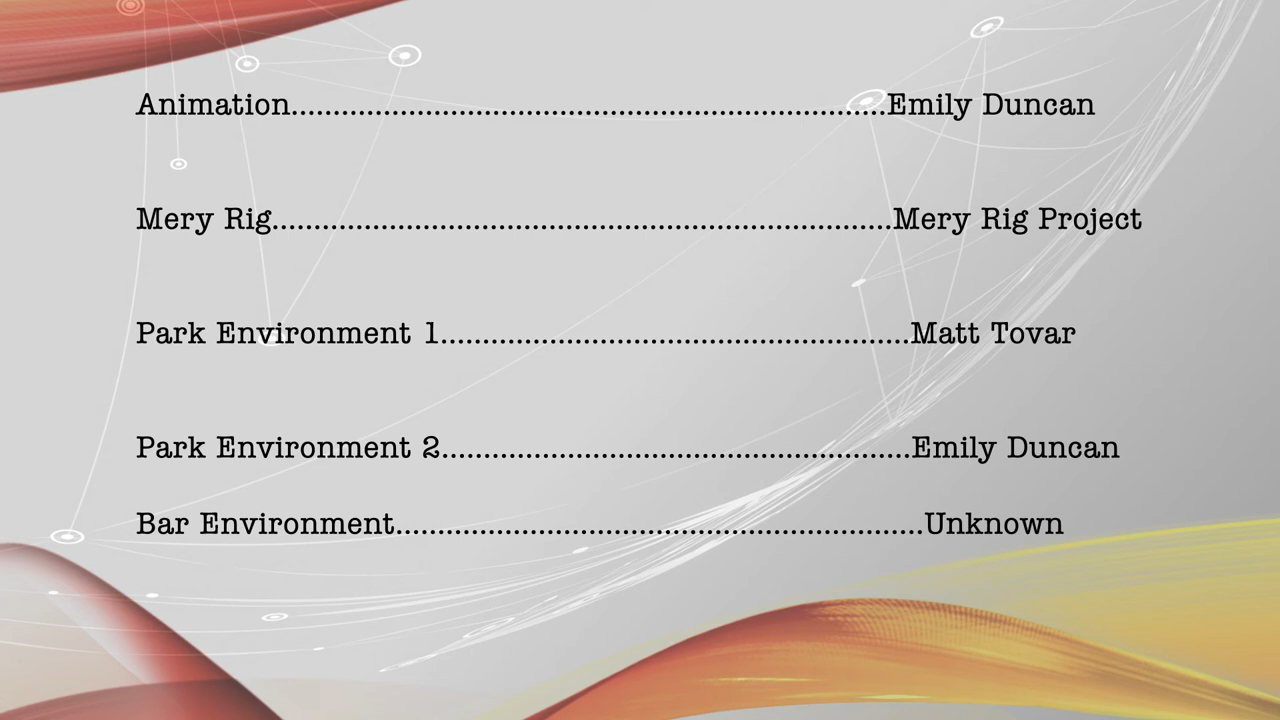 Animation.......................................................................Emily Duncan
Mery Rig..........................................................................Mery Rig Project
Park Environment 1........................................................Matt Tovar
Park Environment 2........................................................Emily Duncan
Bar Environment...............................................................Unknown